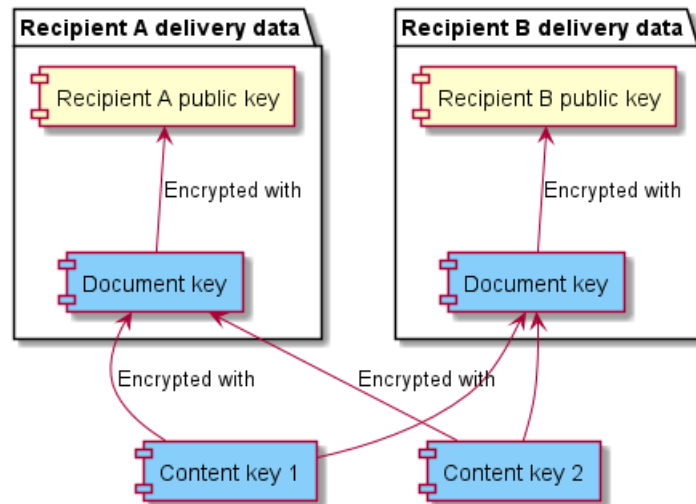 Recipient A delivery data
Recipient B delivery data
Recipient A public key
Recipient B public key
Encrypted with
Encrypted with
Document key
Document key
Encrypted with
Encrypted with
Content key 1
Content key 2